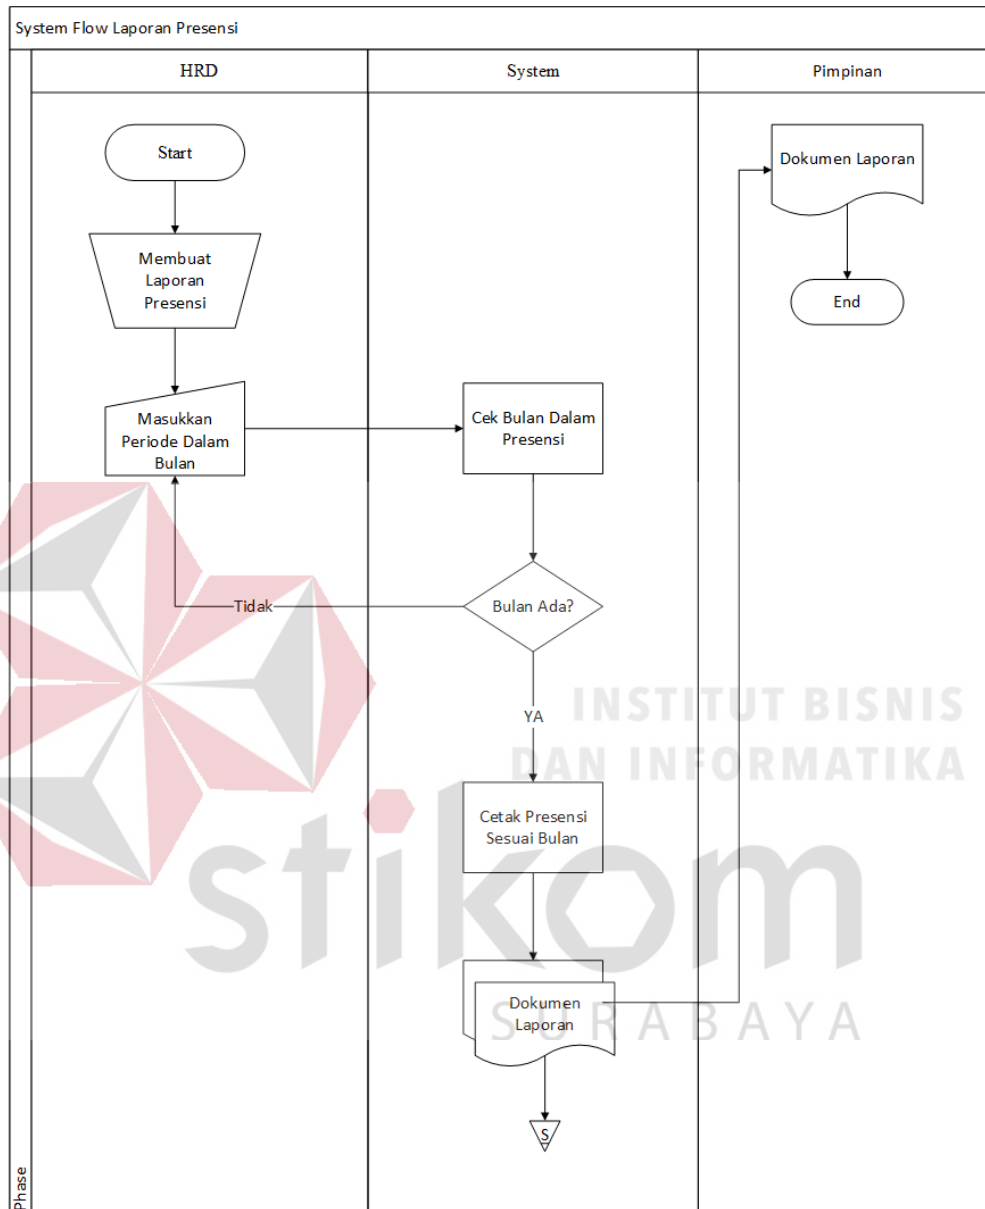 System Flow Laporan Presensi
HRD
System
Pimpinan
Start
Dokumen Laporan
Membuat
Laporan
Presensi
End
Masukkan
Periode Dalam
Bulan
Cek Bulan Dalam
Presensi
Tidak
Bulan Ada?
YA
INSTITUT BISNIS
DAN INFORMATIKA
Cetak Presensi
Sesuai Bulan
stikom
SURABAYA
Dokumen
Laporan
S
Phase